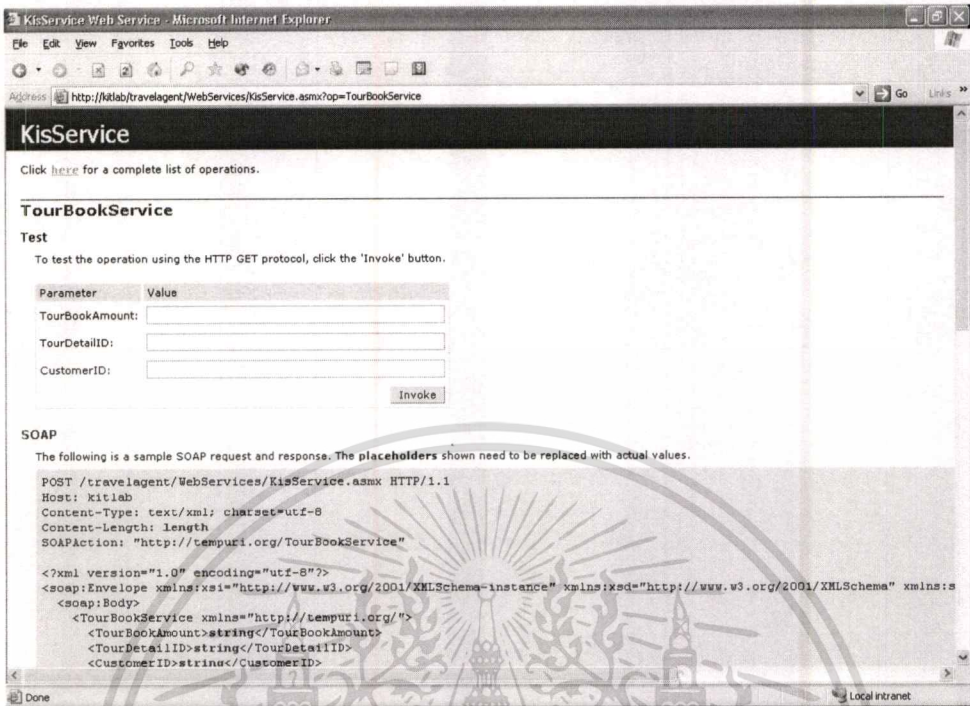 KisService Web Service - Microsoft Internet Explorer
File Edit View Favorites Tools Help
Address http://kitlab/travelagent/WebServices/KisService.asmx?op=TourBookService Go Links »
KisService
Click here for a complete list of operations.
TourBookService
Test
To test the operation using the HTTP GET protocol, click the 'Invoke' button.
Parameter Value
TourBookAmount:
TourDetailID:
CustomerID:
Invoke
SOAP
The following is a sample SOAP request and response. The placeholders shown need to be replaced with actual values.
POST /travelagent/WebServices/KisService.asmx HTTP/1.1
Host: kitlab
Content-Type: text/xml; charset=utf-8
Content-Length: length
SOAPAction: "http://tempuri.org/TourBookService"
<?xml version="1.0" encoding="utf-8"?>
<soap:Envelope xmlns:xsi="http://www.w3.org/2001/XMLSchema-instance" xmlns:xsd="http://www.w3.org/2001/XMLSchema" xmlns:s
<soap:Body>
<TourBookService xmlns="http://tempuri.org/">
<TourBookAmount>string</TourBookAmount>
<TourDetailID>string</TourDetailID>
<CustomerID>string</CustomerID>
Done Local intranet